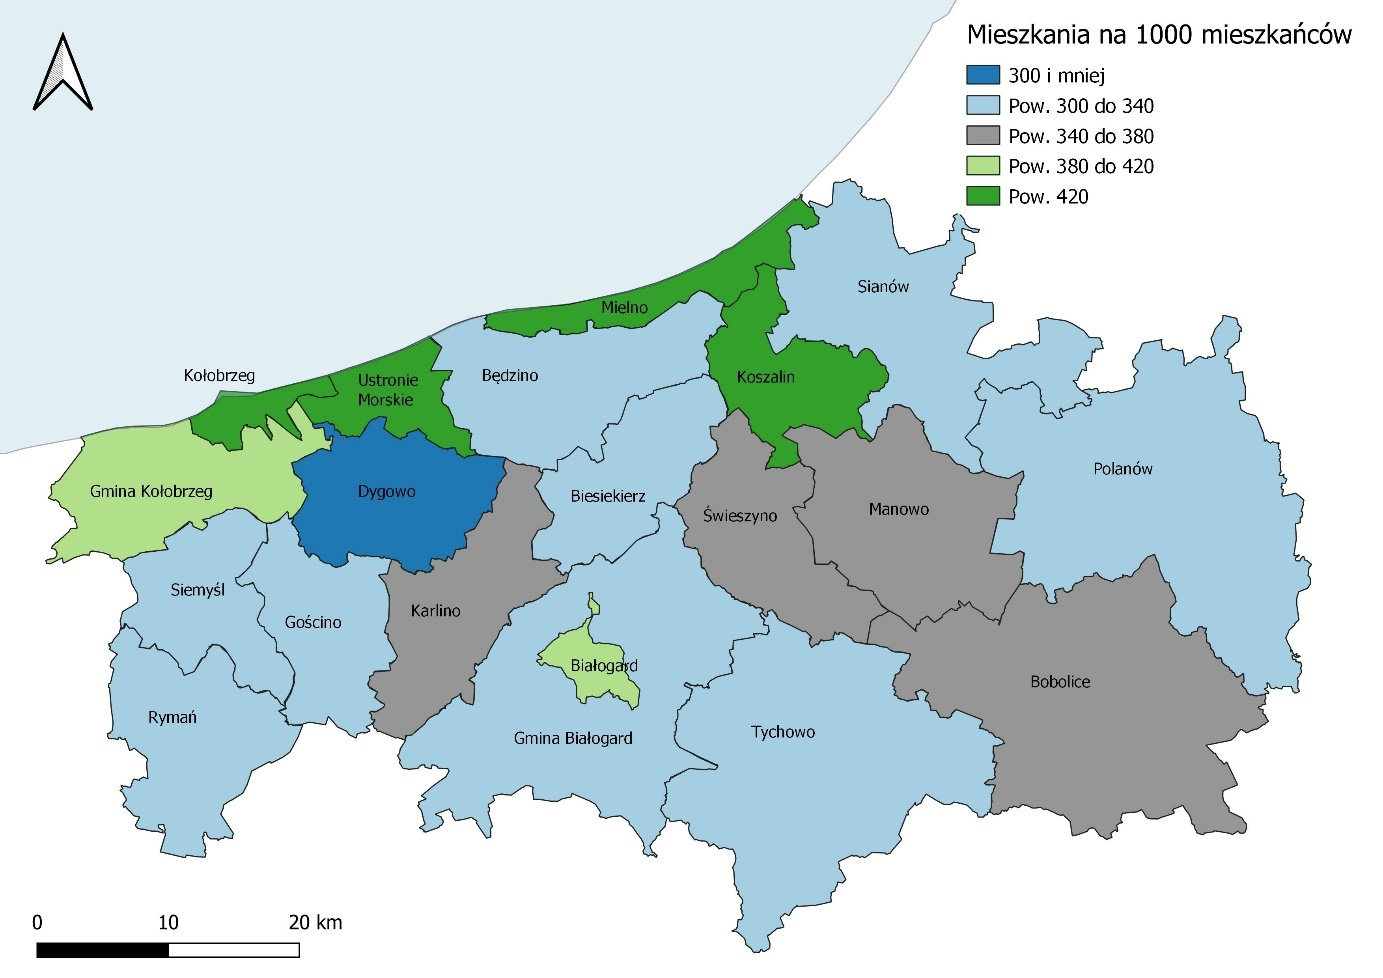 Mieszkania na 1000 mieszkańców
300 i mniej
Pow. 300 do 340
Pow. 340 do 380
Pow. 380 do 420
Pow. 420
Sianów
Mielno
Kołobrzeg
Ustronie
Morskie
Będzino
Koszalin
Polanów
Gmina Kołobrzeg
Dygowo
Biesiekierz
Świeszyno
Manowo
Siemyśl
Gościno
Karlino
Białogard
Bobolice
Rymań
Gmina Białogard
Tychowo
0 10 20 km